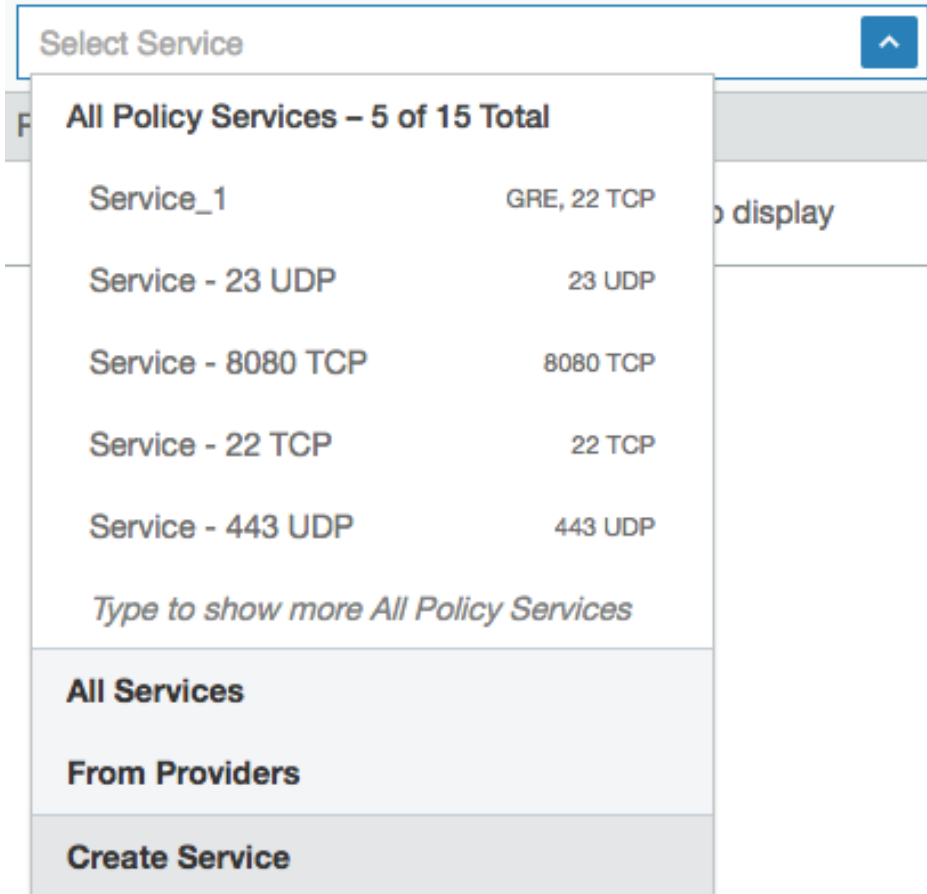 Select Service
All Policy Services – 5 of 15 Total
Service_1 GRE, 22 TCP
display
Service - 23 UDP 23 UDP
Service - 8080 TCP 8080 TCP
Service - 22 TCP 22 TCP
Service - 443 UDP 443 UDP
Type to show more All Policy Services
All Services
From Providers
Create Service